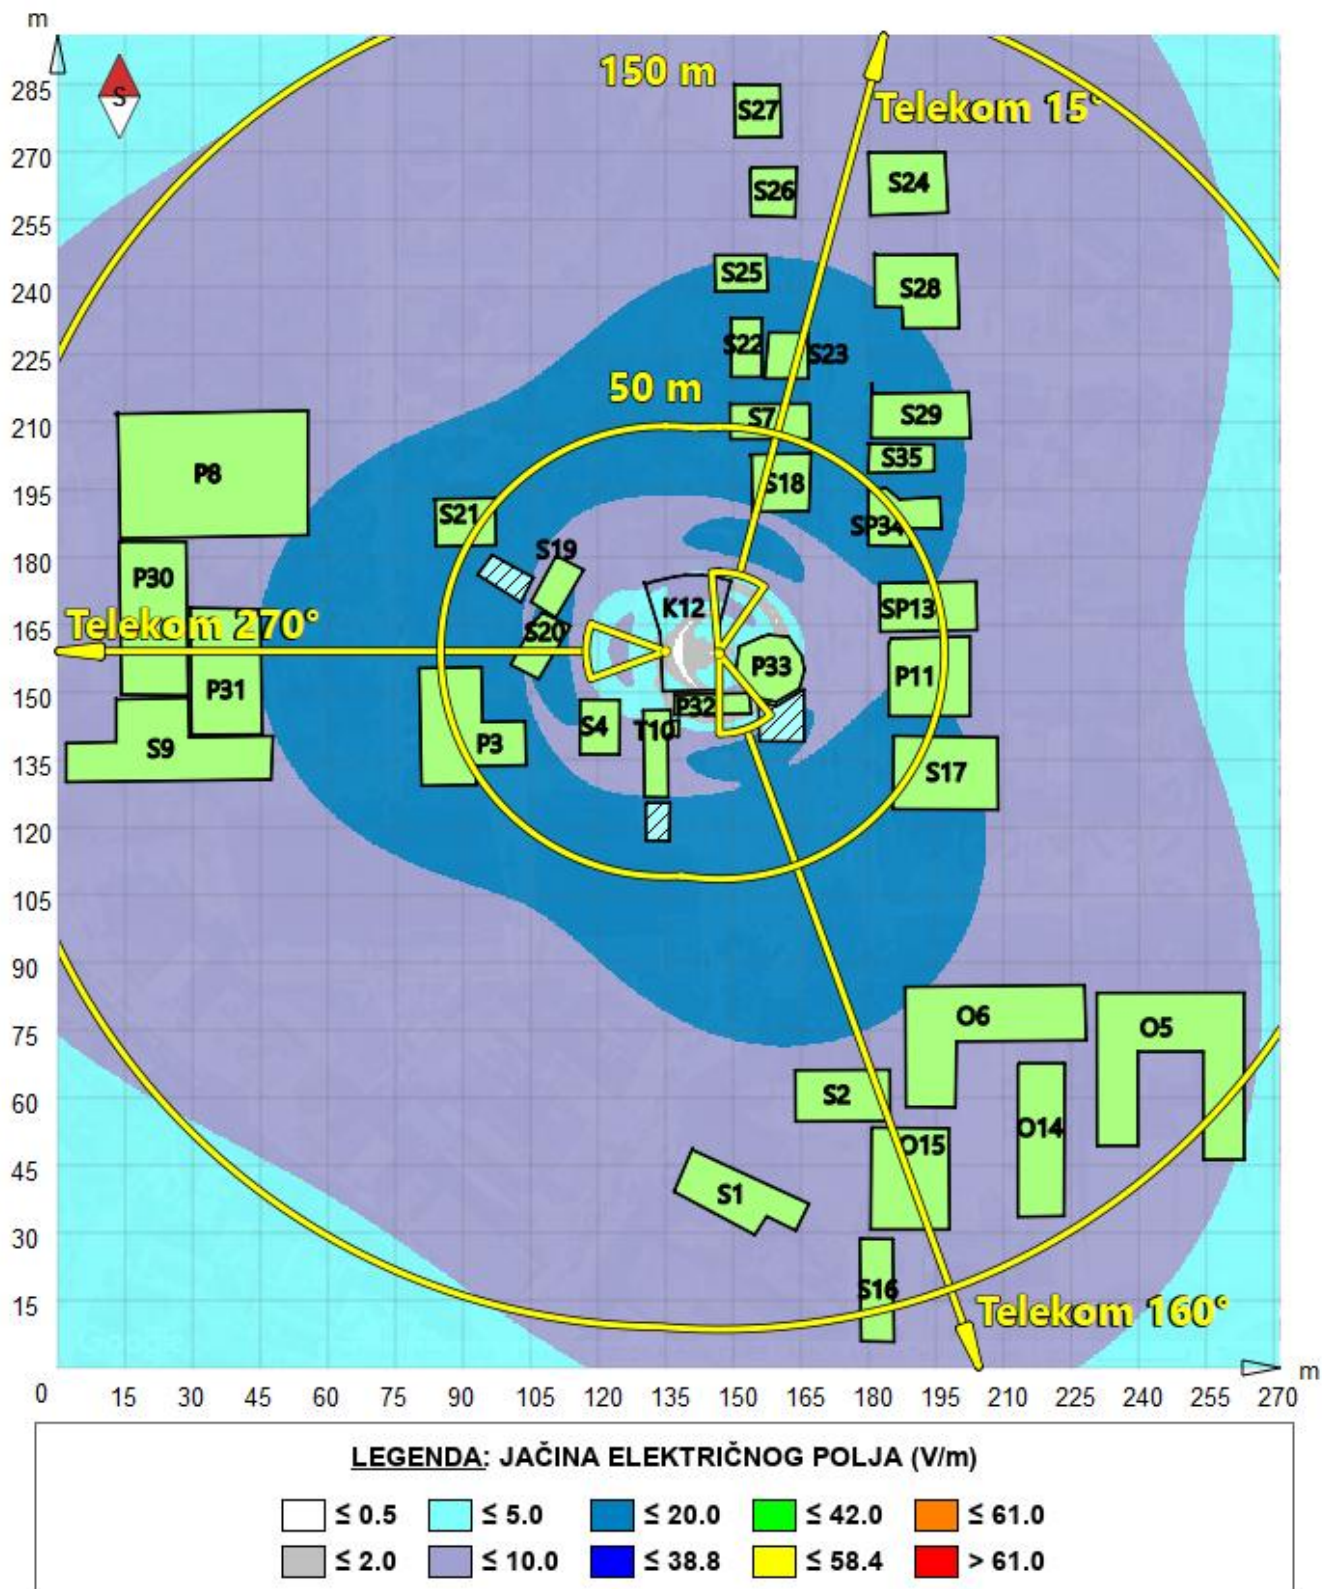 m
285
270
255
240
225
210
195
180
165
150
135
120
105
90
75
60
45
30
15
S
150 m
Telekom 15°
S27
S26
S24
S25
S28
S22
S23
50 m
S7
S29
S35
S18
SP34
P8
S21
S19
P30
K12
SP13
Telekom 270°
S20
P33
P11
P31
P32
S4
T10
P3
S9
S17
O6
O5
S2
O14
O15
S1
S16
Telekom 160°
m
0 15 30 45 60 75 90 105 120 135 150 165 180 195 210 225 240 255 270
LEGENDA: JAČINA ELEKTRIČNOG POLJA (V/m)
≤ 0.5 ≤ 5.0 ≤ 20.0 ≤ 42.0 ≤ 61.0
≤ 2.0 ≤ 10.0 ≤ 38.8 ≤ 58.4 > 61.0